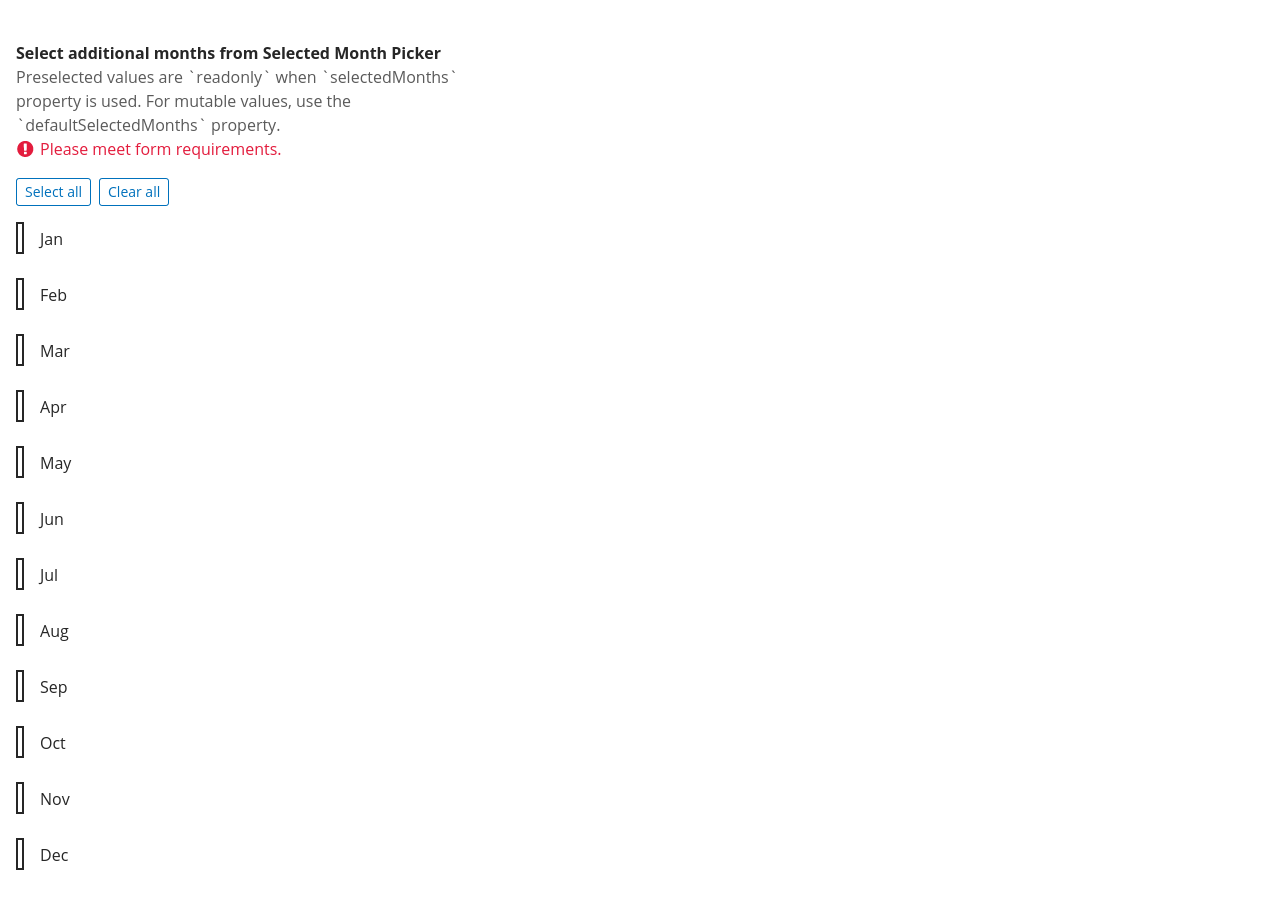 Select additional months from Selected Month Picker
Preselected values are `readonly` when `selectedMonths`
property is used. For mutable values, use the
`defaultSelectedMonths` property.
Please meet form requirements.
Select all Clear all
Jan
Feb
Mar
Apr
May
Jun
Jul
Aug
Sep
Oct
Nov
Dec